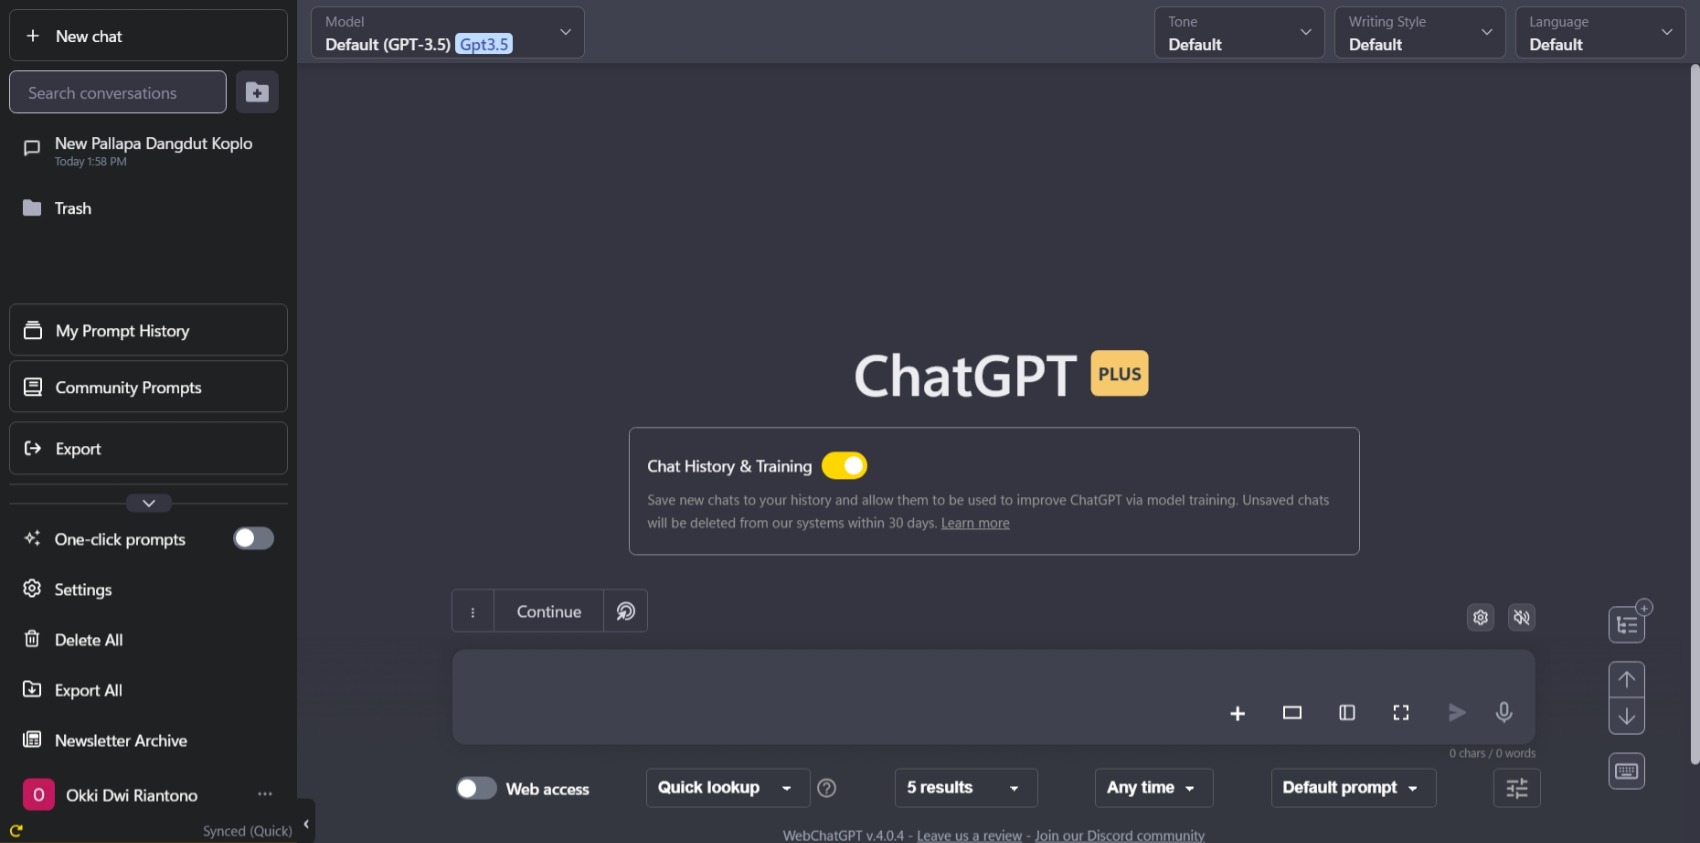 New chat
Search conversations
New Pallapa Dangdut Koplo
Today 1:58 PM
Trash
My Prompt History
Community Prompts
Export
One-click prompts
Settings
Delete All
Export All
Newsletter Archive
O
Okki Dwi Riantono
Synced (Quick)
Model
Default (GPT-3.5) Gpt3.5
Tone
Default
Writing Style
Default
Language
Default
ChatGPT PLUS
Chat History & Training
Save new chats to your history and allow them to be used to improve ChatGPT via model training. Unsaved chats
will be deleted from our systems within 30 days. Learn more
Continue
0 chars / 0 words
Web access
Quick lookup
5 results
Any time
Default prompt
WebChatGPT v.4.0.4 - Leave us a review - Join our Discord community